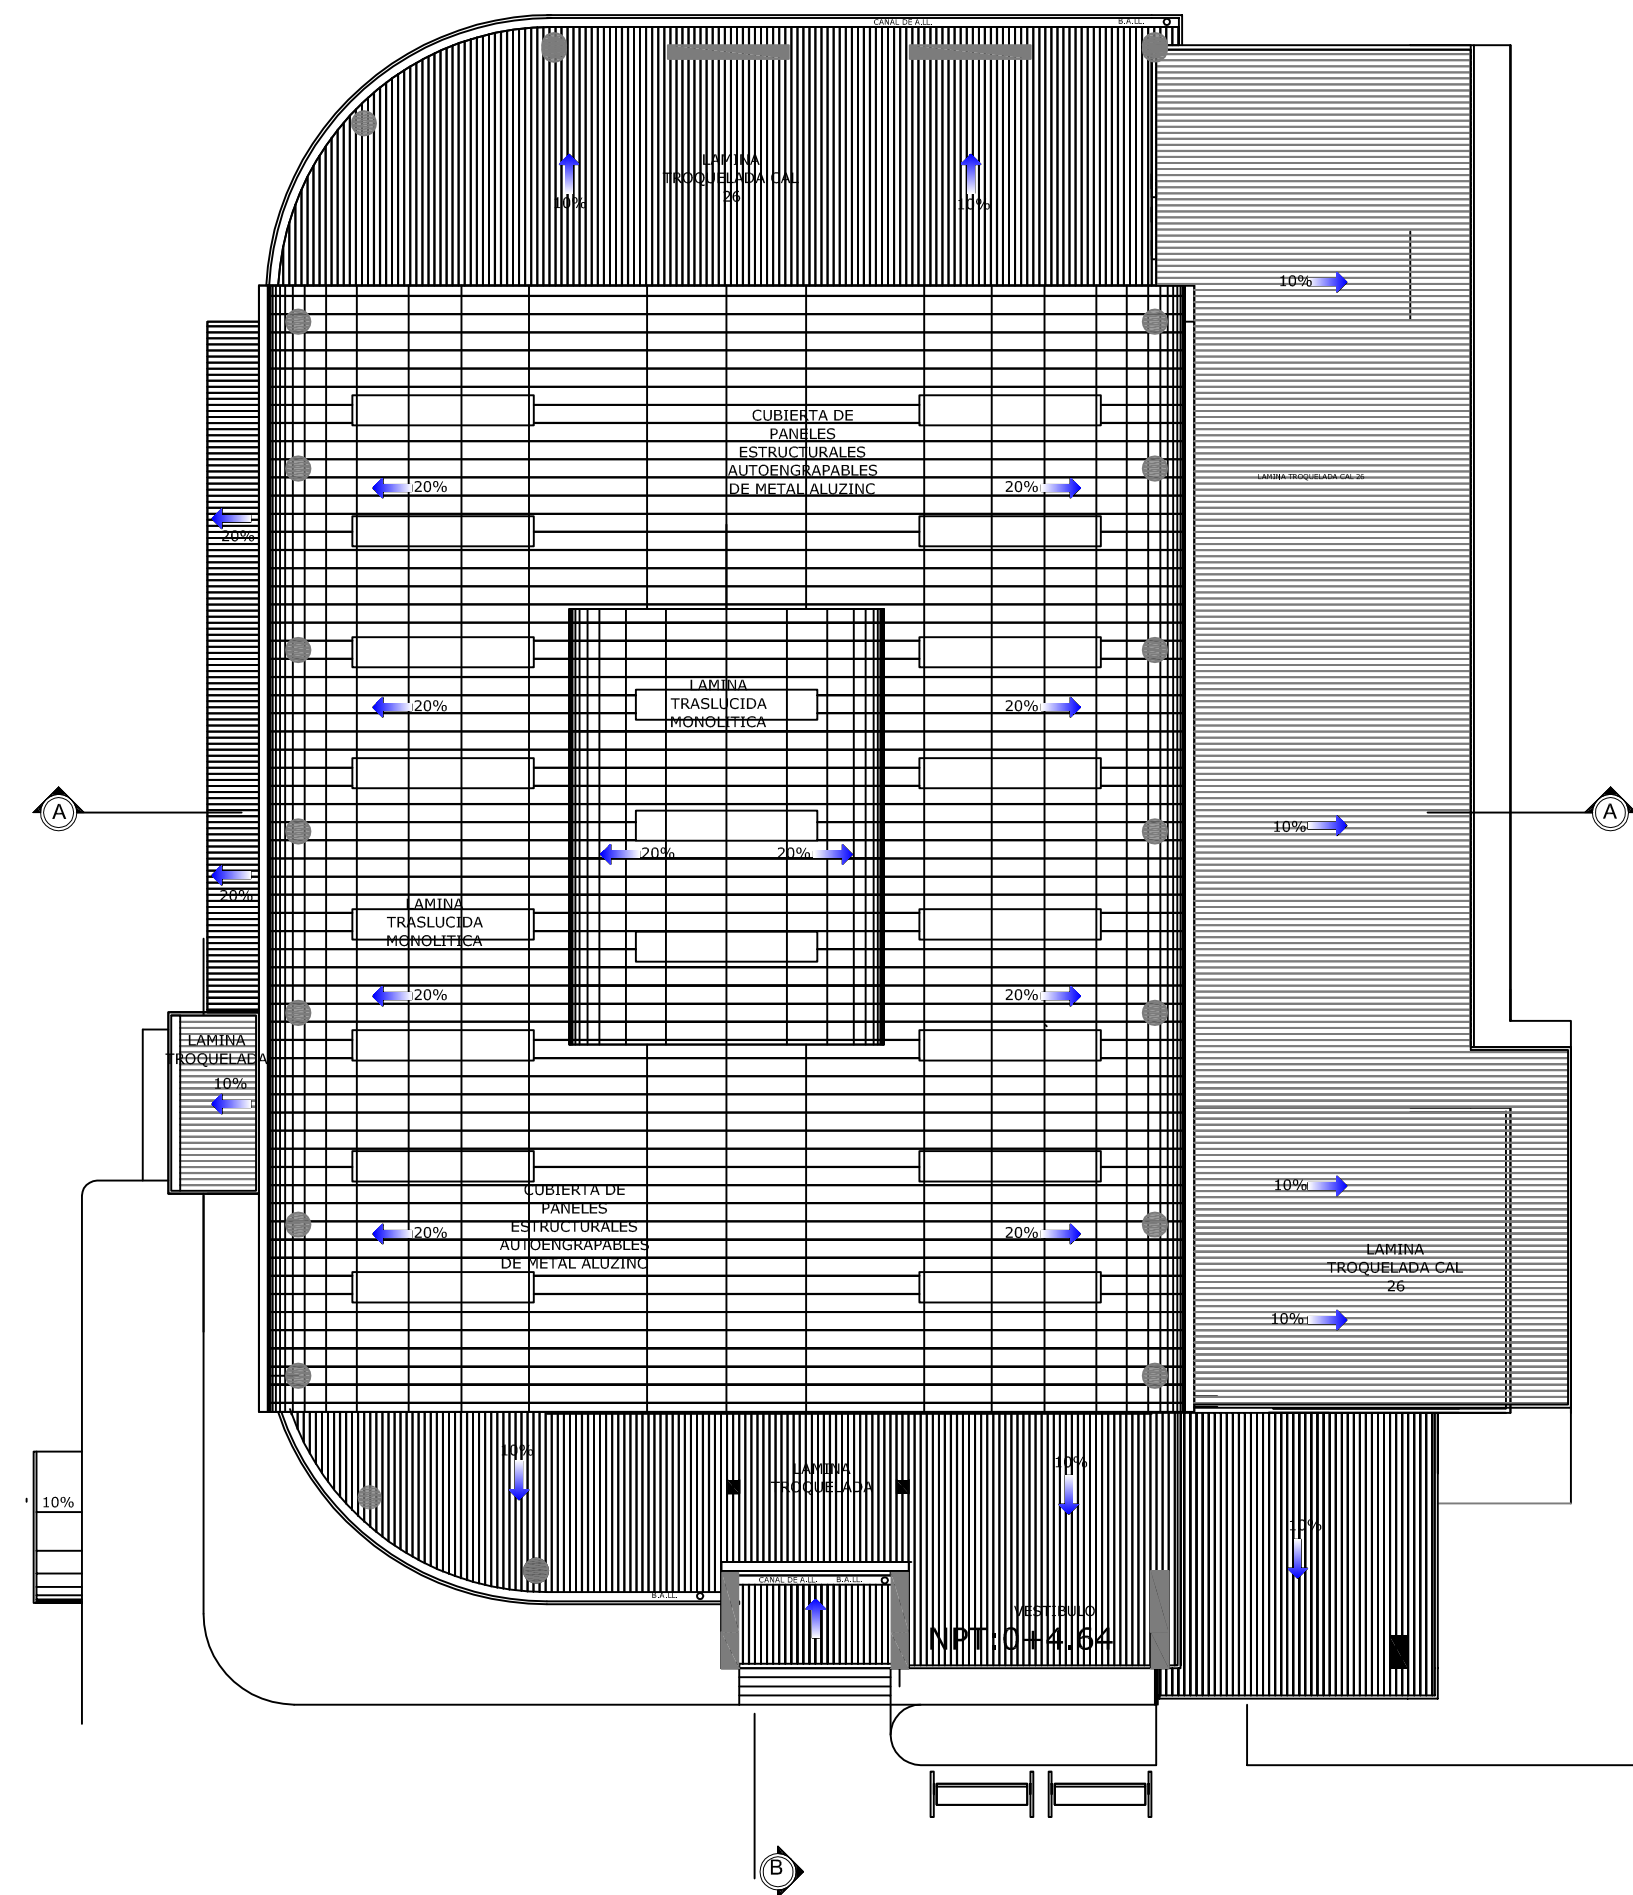 CANAL DE A.LL.
B.A.LL.
LAMINA
TROQUELADA CAL
26
10%
10%
10%
CUBIERTA DE
PANELES
ESTRUCTURALES
AUTOENGRAPABLES
DE METAL ALUZINC
LAMINA TROQUELADA CAL 26
20%
20%
20%
LAMINA
TRASLUCIDA
MONOLITICA
20%
20%
A
A
10%
20%
20%
20%
LAMINA
TRASLUCIDA
MONOLITICA
20%
20%
LAMINA
TROQUELADA
10%
CUBIERTA DE
PANELES
ESTRUCTURALES
AUTOENGRAPABLES
DE METAL ALUZINC
10%
20%
20%
LAMINA
TROQUELADA CAL
26
10%
10%
10%
LAMINA
TROQUELADA
10%
10%
CANAL DE A.LL.
B.A.LL.
B.A.LL.
VESTIBULO
NPT:0+4.64
B